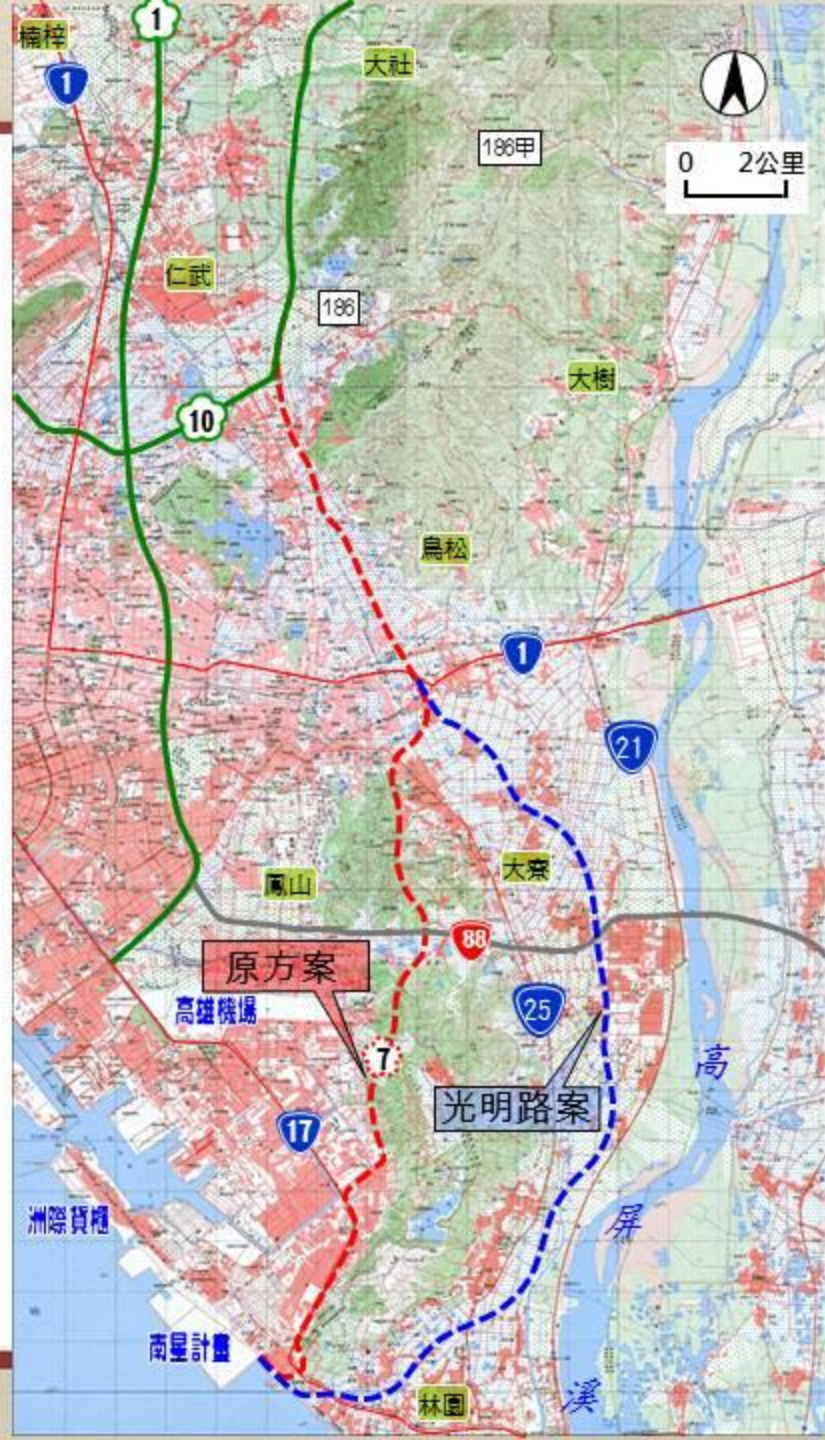 楠梓
1
1
大社
186甲
0 2公里
仁武
186
大樹
10
鳥松
1
21
大寮
鳳山
88
原方案
25
高雄機場
7
高
光明路案
17
洲際貨櫃
屏
南星計畫
溪
林園